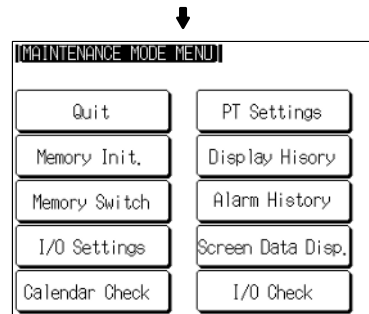 [MAINTENANCE MODE MENU]
Quit
PT Settings
Memory Init.
Display Hisory
Memory Switch
Alarm History
I/O Settings
Screen Data Disp.
Calendar Check
I/O Check